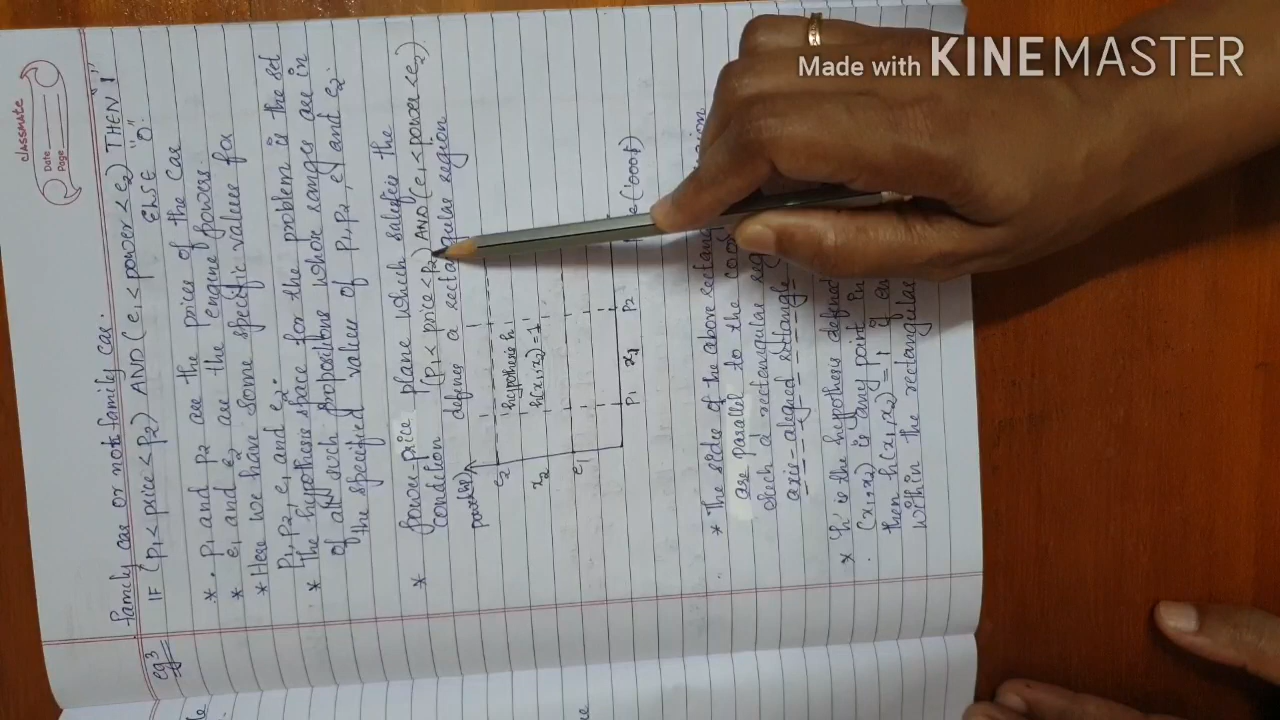 Made with KINEMASTER
classmate
Date
Page
family car or not family car.
eg 3
IF (p1 < price < p2) AND (e1 < power < e2) THEN "1"
ELSE "0".
* . p1 and p2 are the prices of the car
* e1 and e2 are the engine powers.
* Here we have some specific values for
p1, p2, e1 and e2.
* The hypothesis space for the problem is the set
of all such propositions whose ranges are in
the specified values of p1, p2, e1 and e2.
* power-price plane which satisfies the
condition (p1 < price < p2) AND (e1 < power < e2)
defines a rectangular region
power(hp)
e2
x2
e1
hypothesis h
h(x1, x2) = 1
p1 x1 p2
('000$)
* The sides of the above
are parallel to the
such a rectangular
axis-aligned rectangle
* 'h' is the hypothesis defined
(x1, x2) is any point in
then h(x1, x2) = 1 if
within the rectangular